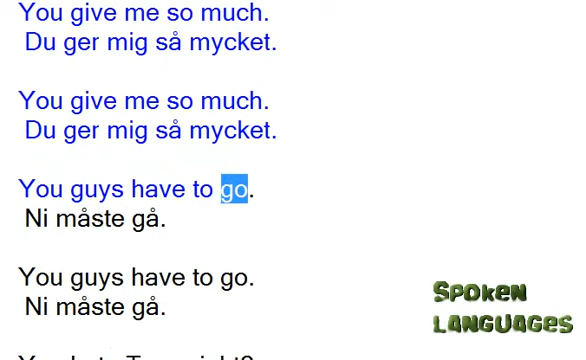 You give me so much.
Du ger mig så mycket.
You give me so much.
Du ger mig så mycket.
You guys have to go.
Ni måste gå.
You guys have to go.
Ni måste gå.
SPOKEN
LANGUAGES